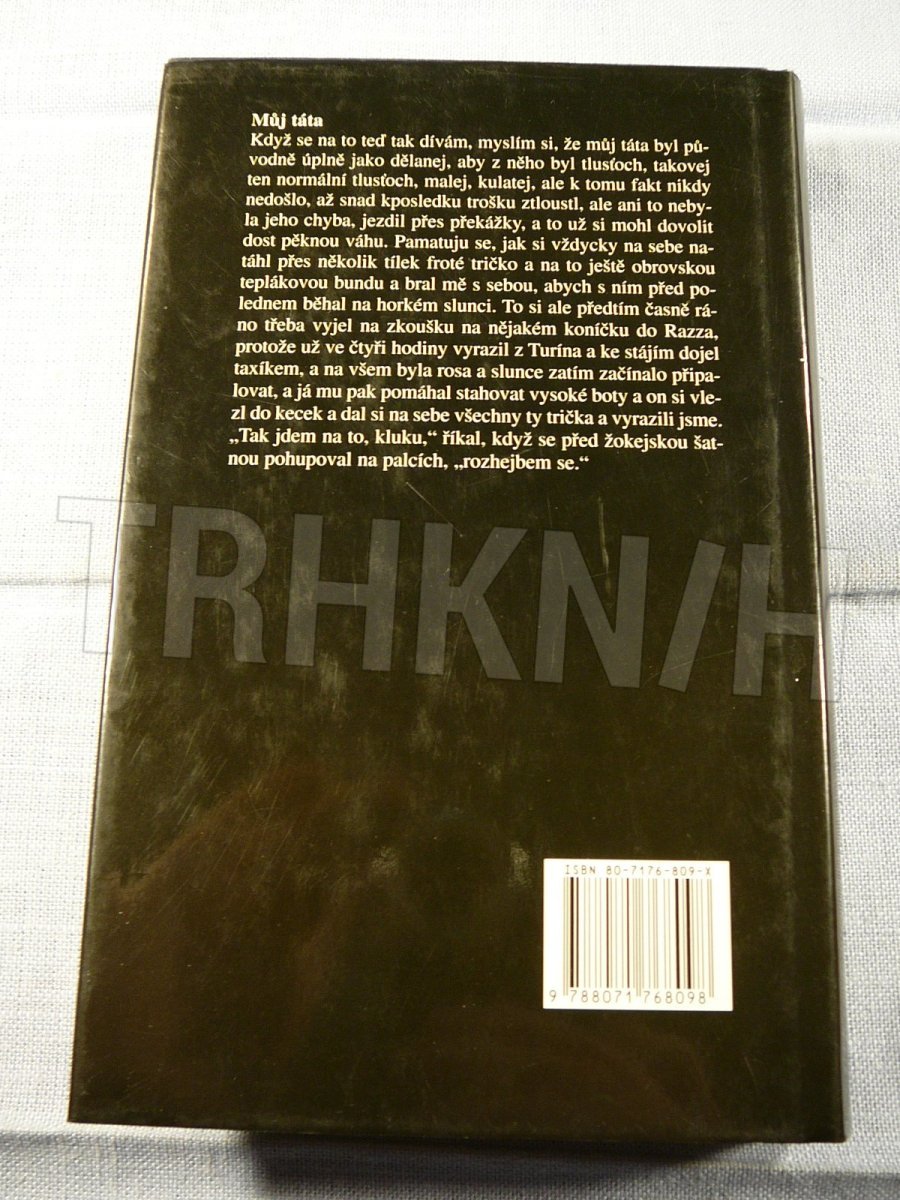 Můj táta
Když se na to teď tak dívám, myslím si, že můj táta byl pů-
vodně úplně jako dělanej, aby z něho byl tlusťoch, takovej
ten normální tlusťoch, malej, kulatej, ale k tomu fakt nikdy
nedošlo, až snad kposledku trošku ztloustl, ale ani to neby-
la jeho chyba, jezdil přes překážky, a to už si mohl dovolit
dost pěknou váhu. Pamatuju se, jak si vždycky na sebe na-
táhl přes několik tílek froté tričko a na to ještě obrovskou
teplákovou bundu a bral mě s sebou, abych s ním před po-
lednem běhal na horkém slunci. To si ale předtím časně rá-
no třeba vyjel na zkoušku na nějakém koníčku do Razza,
protože už ve čtyři hodiny vyrazil z Turína a ke stájím dojel
taxíkem, a na všem byla rosa a slunce zatím začínalo připa-
lovat, a já mu pak pomáhal stahovat vysoké boty a on si vle-
zl do kecek a dal si na sebe všechny ty trička a vyrazili jsme.
„Tak jdem na to, kluku,“ říkal, když se před žokejskou šat-
nou pohupoval na palcích, „rozhejbem se.“
TRHKN/H
ISBN 80-7176-809-X
9 788071 768098